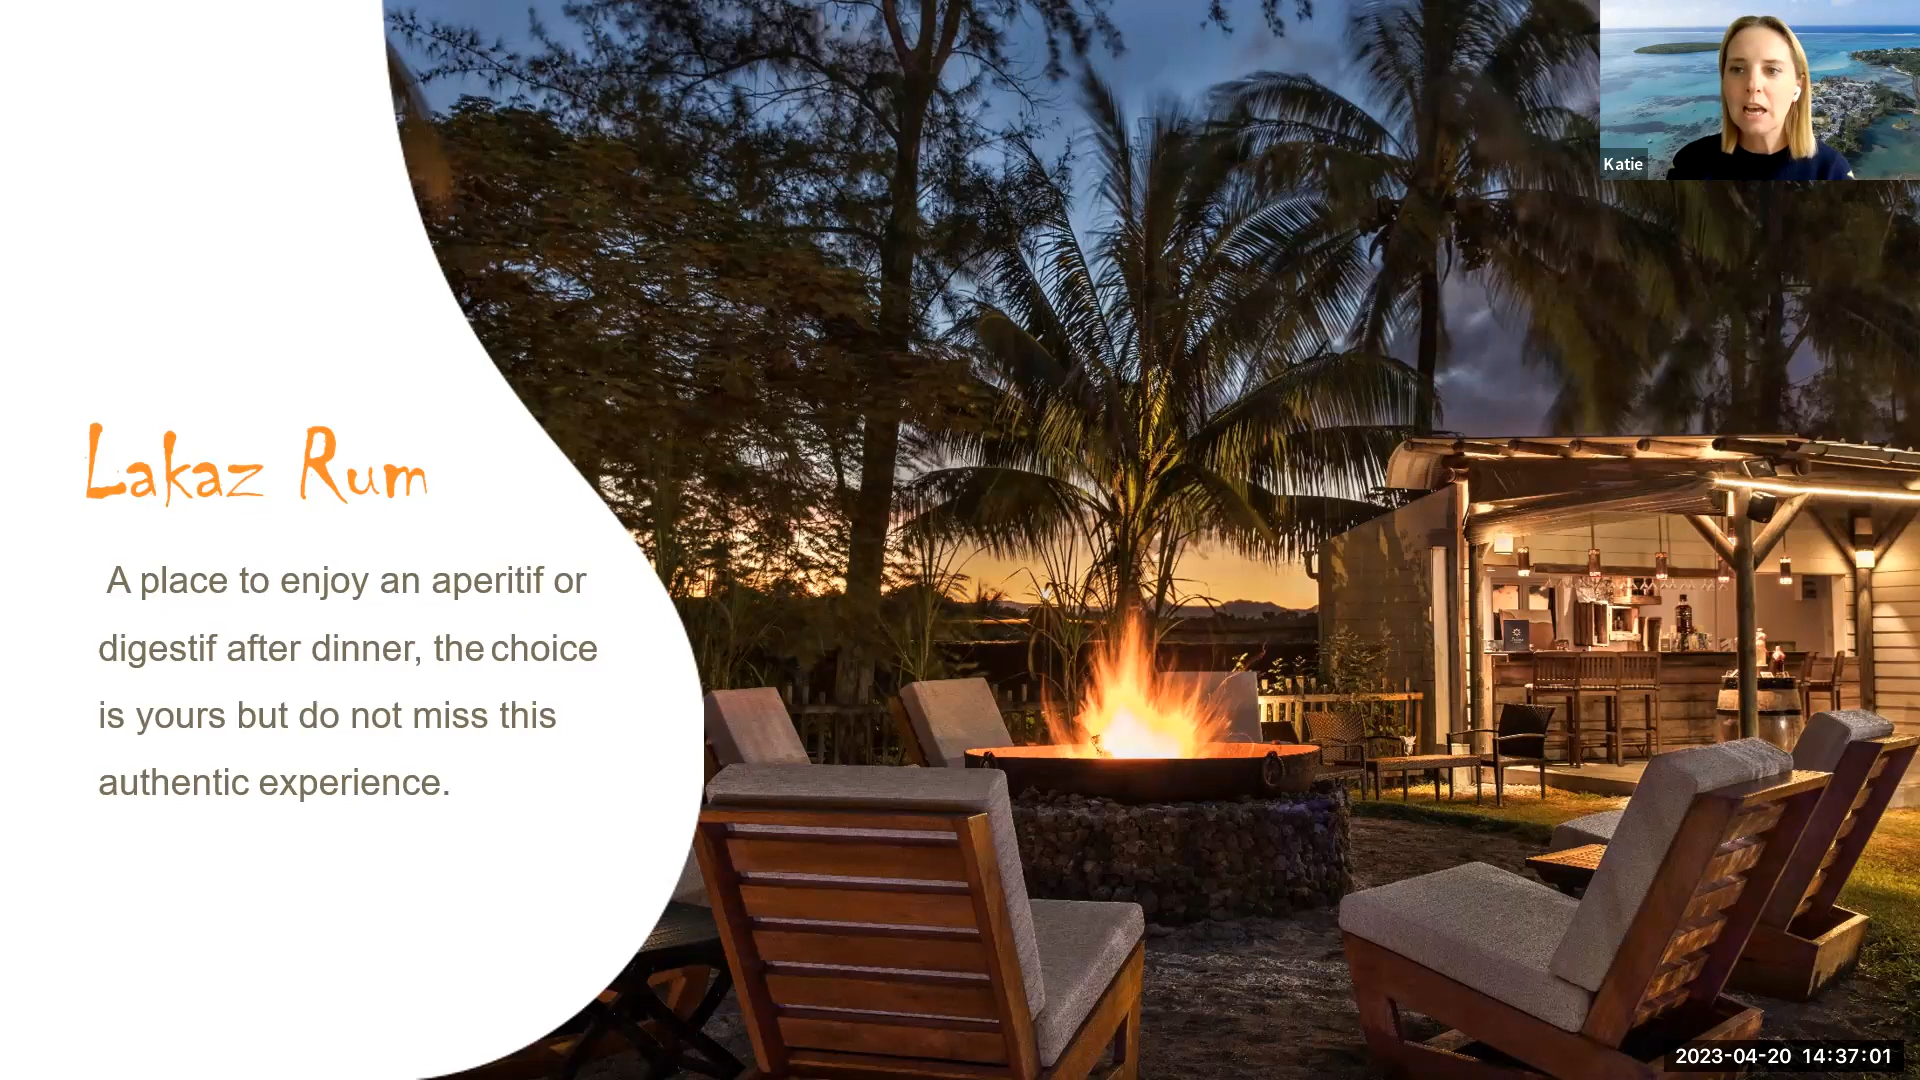 Katie
Lakaz Rum
A place to enjoy an aperitif or
digestif after dinner, the choice
is yours but do not miss this
authentic experience.
2023-04-20 14:37:01